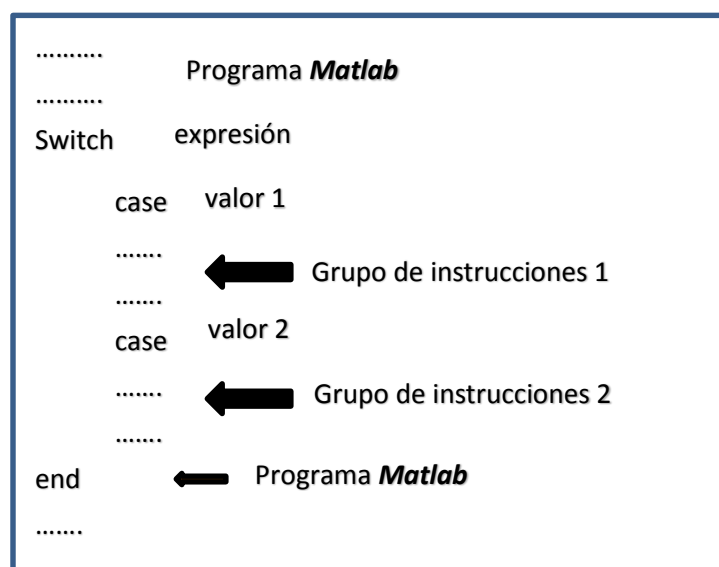 ..........
Programa Matlab
..........
Switch expresión
case valor 1
.......
Grupo de instrucciones 1
.......
case valor 2
.......
Grupo de instrucciones 2
.......
end Programa Matlab
.......